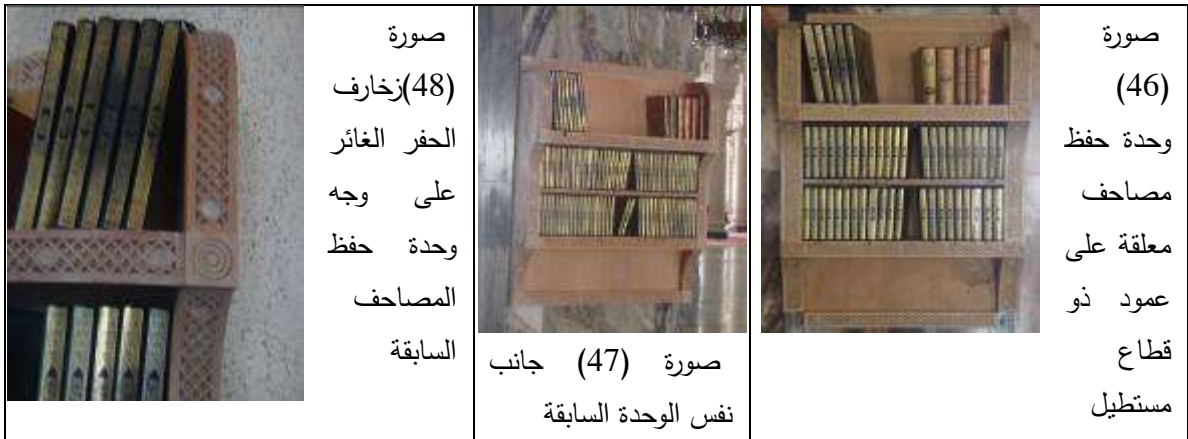 صورة
(46)
وحدة حفظ
مصاحف
معلقة على
عمود ذو
قطاع
مستطيل
صورة (47) جانب
نفس الوحدة السابقة
صورة
(48)زخارف
الحفر الغائر
على وجه
وحدة حفظ
المصاحف
السابقة